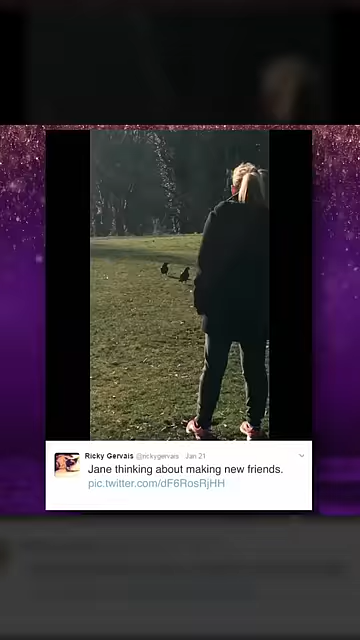 Ricky Gervais @rickygervais Jan 21
Jane thinking about making new friends.
pic.twitter.com/dF6RosRjHH